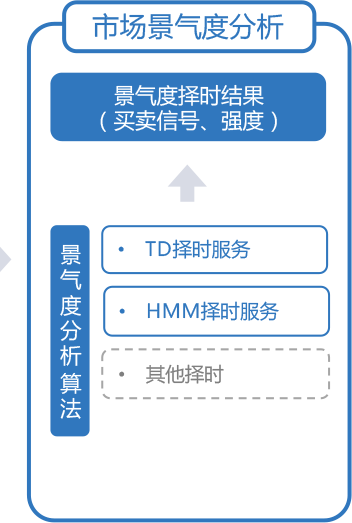 市场景气度分析
景气度择时结果
（买卖信号、强度）
景气度分析算法
• TD择时服务
• HMM择时服务
• 其他择时